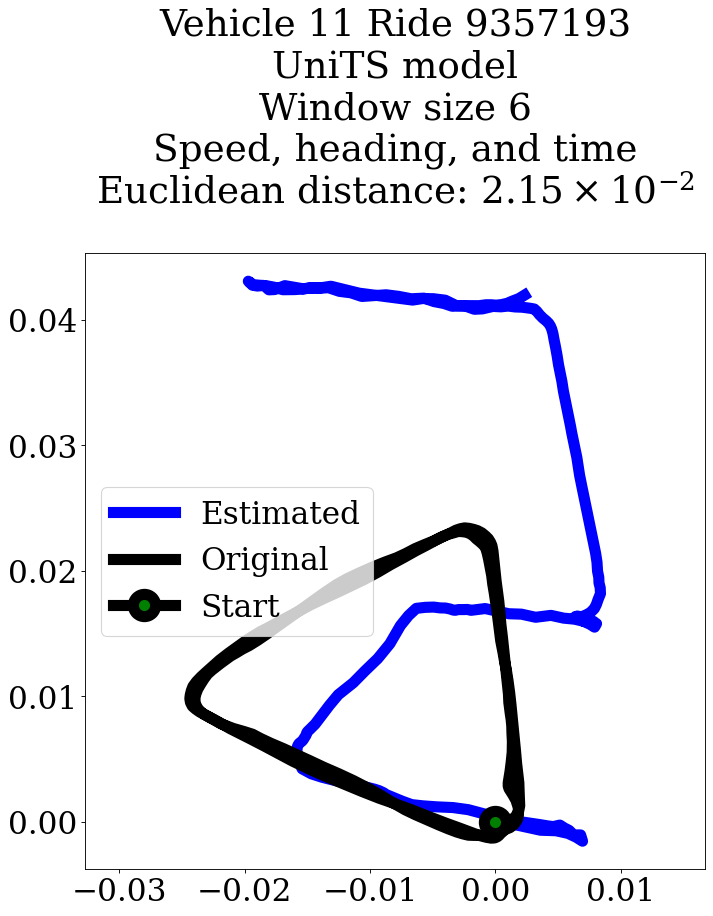 Vehicle 11 Ride 9357193
UniTS model
Window size 6
Speed, heading, and time
Euclidean distance: 2.15 × 10⁻²
0.04
0.03
Estimated
Original
Start
0.02
0.01
0.00
−0.03 −0.02 −0.01 0.00 0.01